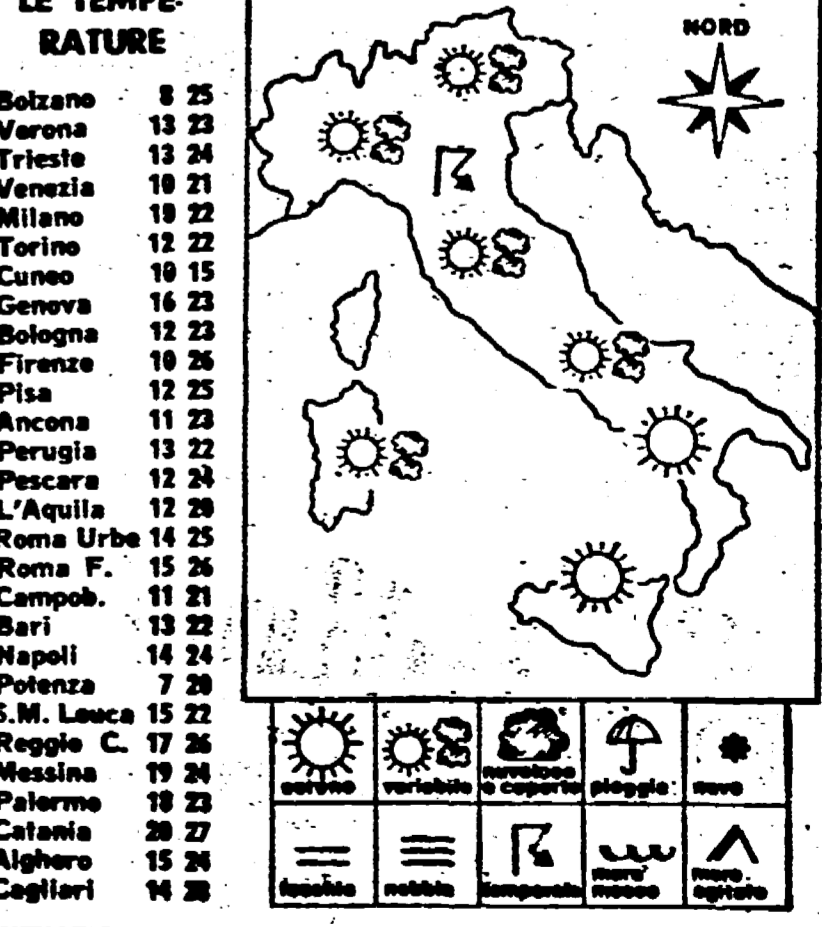 LE TEMPE-
RATURE
Bolzano 8 25
Verona 13 23
Trieste 13 24
Venezia 10 21
Milano 22
Torino 12 22
Cuneo 10 15
Genova 16 23
Bologna 12 23
Firenze 10 26
Pisa 12 25
Ancona 11 23
Perugia 13 22
Pescara 12 24
L'Aquila 12 20
Roma Urbe 14 25
Roma F. 15 26
Campob. 11 21
Bari 13 22
Napoli 14 24
Potenza 7 20
S.M. Leuca 15 22
Reggio C. 17 26
Messina 19 24
Palermo 18 23
Catania 20 27
Alghero 15 24
Cagliari 14
NORD
sereno
variabile
nuvoloso
o coperto
pioggia
neve
foschia
nebbia
temporale
mare
mosso
mare
agitato